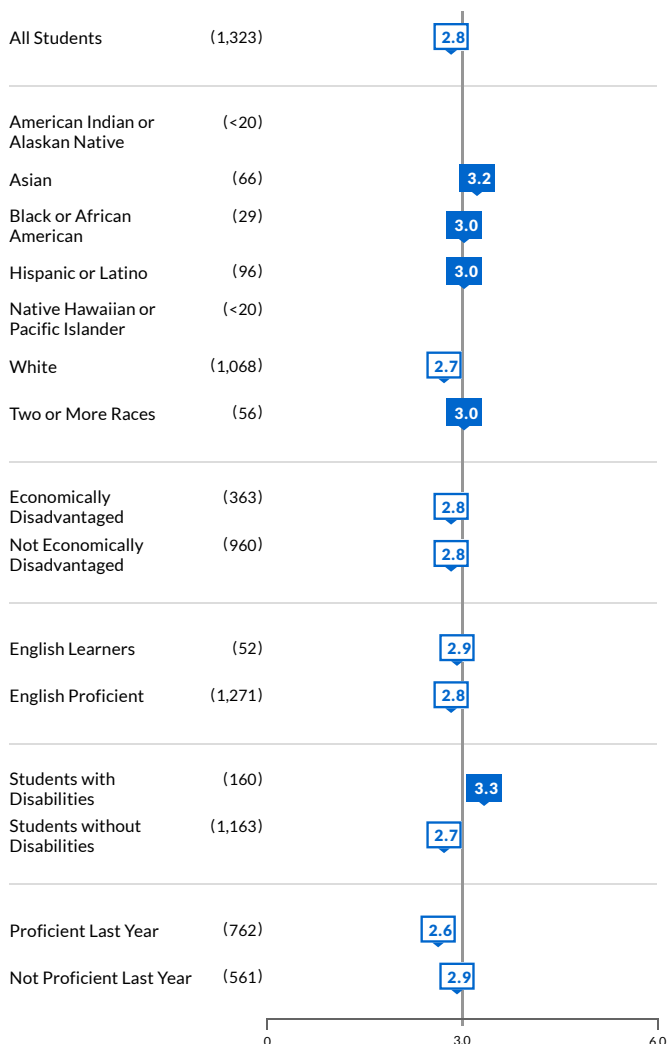 All Students (1,323) 2.8
American Indian or (<20)
Alaskan Native
Asian (66) 3.2
Black or African (29) 3.0
American
Hispanic or Latino (96) 3.0
Native Hawaiian or (<20)
Pacific Islander
White (1,068) 2.7
Two or More Races (56) 3.0
Economically (363) 2.8
Disadvantaged
Not Economically (960) 2.8
Disadvantaged
English Learners (52) 2.9
English Proficient (1,271) 2.8
Students with (160) 3.3
Disabilities
Students without (1,163) 2.7
Disabilities
Proficient Last Year (762) 2.6
Not Proficient Last Year (561) 2.9
0 3.0 6.0